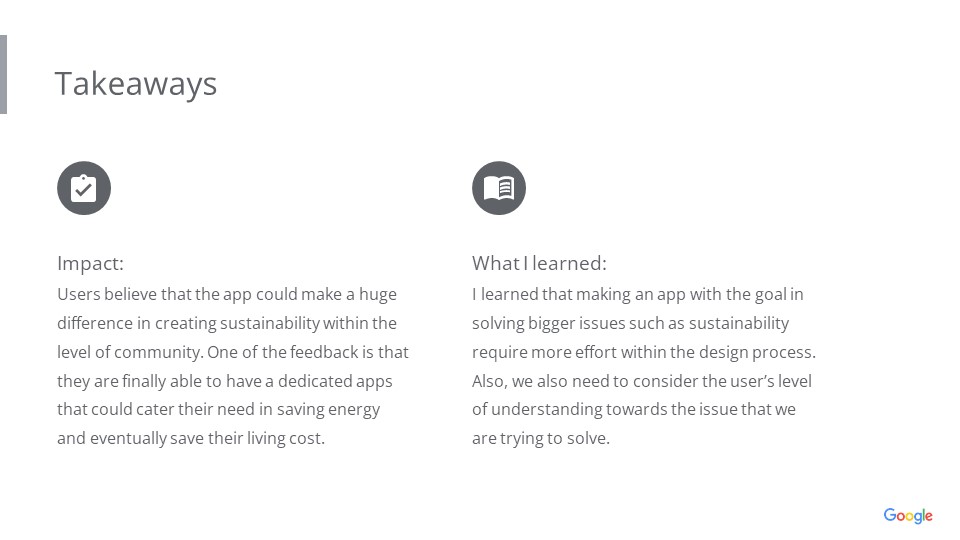 Takeaways
Impact:
Users believe that the app could make a huge
difference in creating sustainability within the
level of community. One of the feedback is that
they are finally able to have a dedicated apps
that could cater their need in saving energy
and eventually save their living cost.
What I learned:
I learned that making an app with the goal in
solving bigger issues such as sustainability
require more effort within the design process.
Also, we also need to consider the user’s level
of understanding towards the issue that we
are trying to solve.
Google